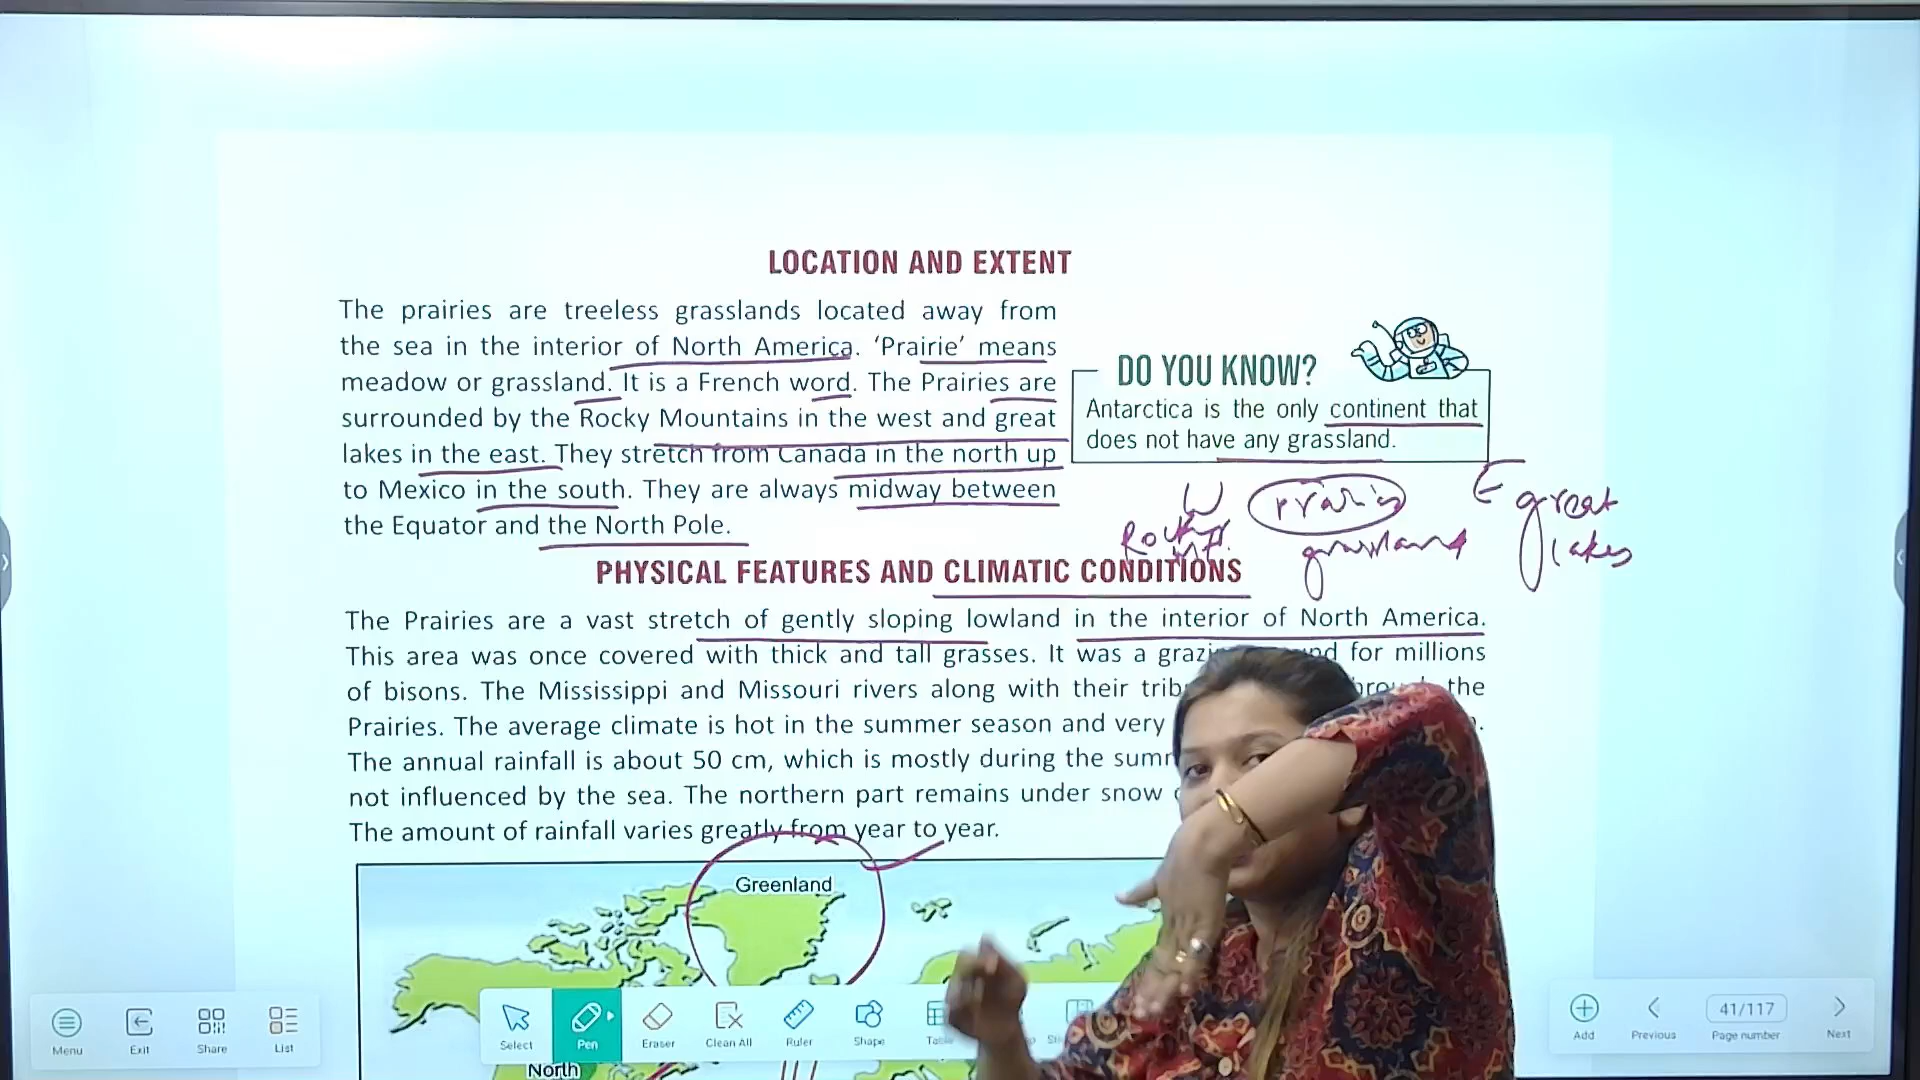 LOCATION AND EXTENT
The prairies are treeless grasslands located away from
the sea in the interior of North America. ‘Prairie’ means
meadow or grassland. It is a French word. The Prairies are
surrounded by the Rocky Mountains in the west and great
lakes in the east. They stretch from Canada in the north up
to Mexico in the south. They are always midway between
the Equator and the North Pole.
DO YOU KNOW?
Antarctica is the only continent that
does not have any grassland.
W
E
great
lakes
grassland
PHYSICAL FEATURES AND CLIMATIC CONDITIONS
The Prairies are a vast stretch of gently sloping lowland in the interior of North America.
This area was once covered with thick and tall grasses. It was a for millions
of bisons. The Mississippi and Missouri rivers along with their the
Prairies. The average climate is hot in the summer season and very
The annual rainfall is about 50 cm, which is mostly during the
not influenced by the sea. The northern part remains under snow
The amount of rainfall varies greatly from year to year.
Greenland
North
Menu
Exit
Share
List
Select
Pen
Eraser
Clean All
Ruler
Shape
Add
Previous
41/117
Page number
Next